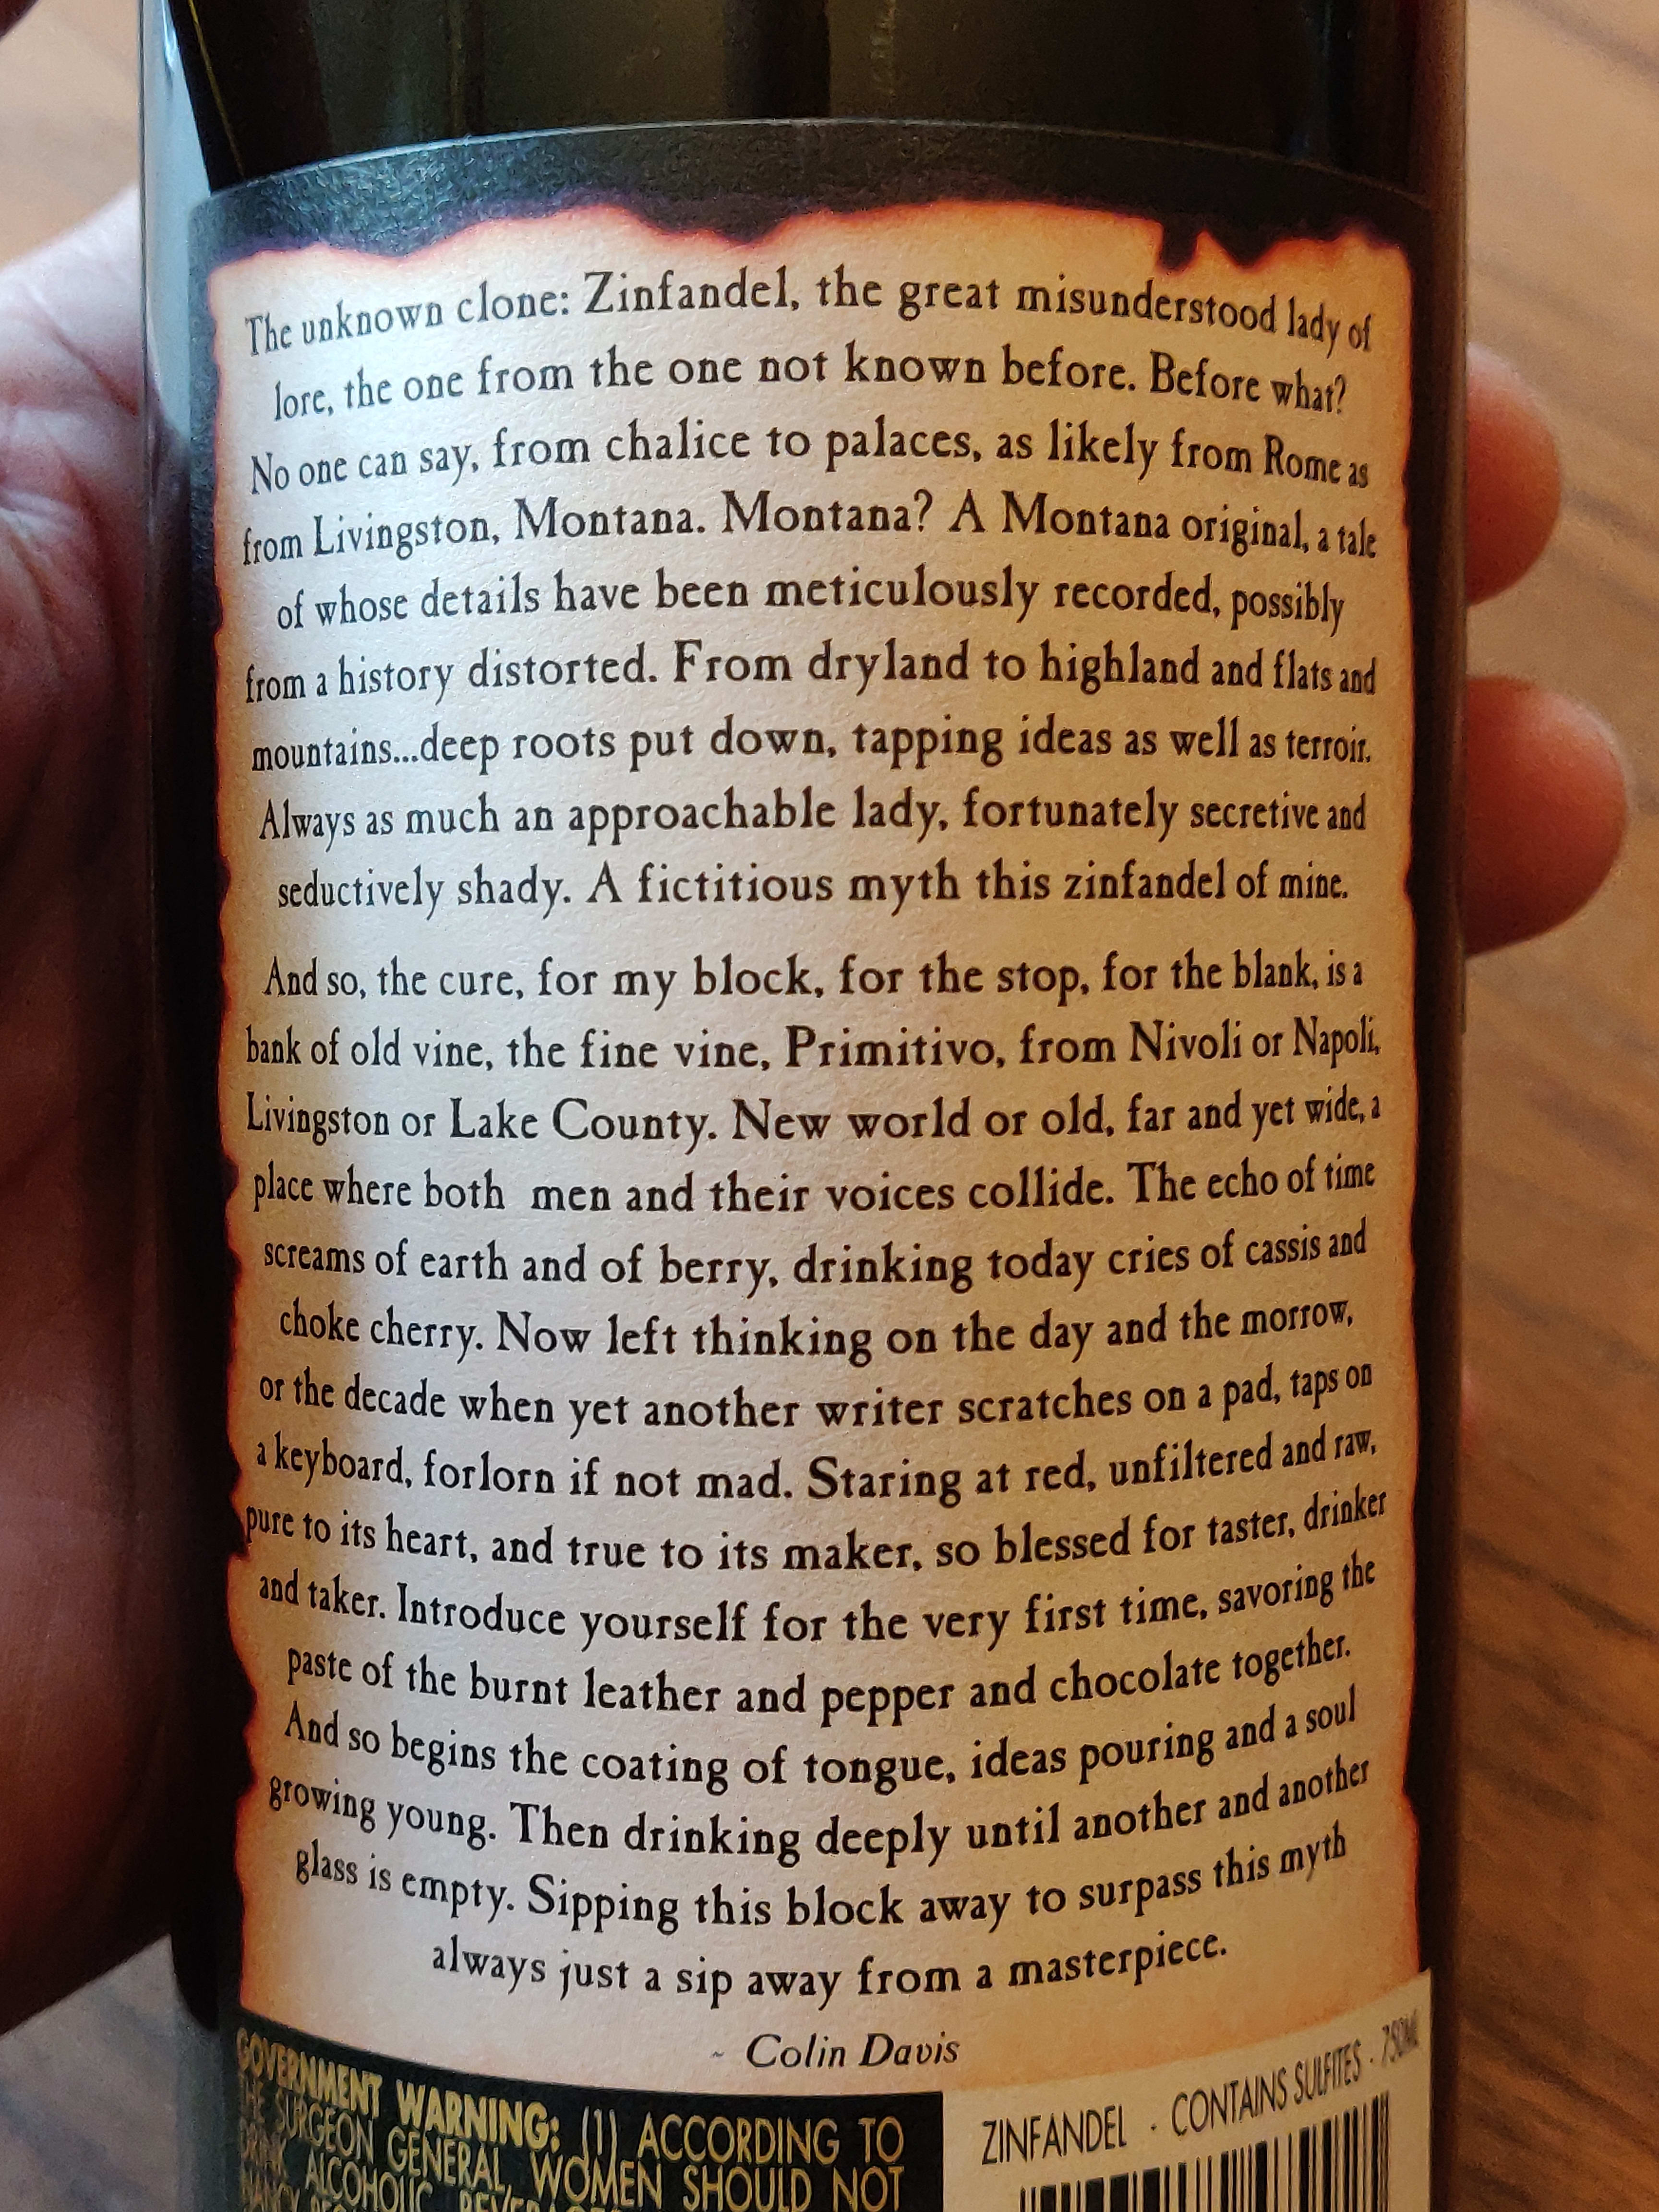 The unknown clone: Zinfandel, the great misunderstood lady of
lore, the one from the one not known before. Before what?
No one can say, from chalice to palaces, as likely from Rome as
from Livingston, Montana. Montana? A Montana original, a tale
of whose details have been meticulously recorded, possibly
from a history distorted. From dryland to highland and flats and
mountains...deep roots put down, tapping ideas as well as terroir.
Always as much an approachable lady, fortunately secretive and
seductively shady. A fictitious myth this zinfandel of mine.
And so, the cure, for my block, for the stop, for the blank, is a
bank of old vine, the fine vine, Primitivo, from Nivoli or Napoli,
Livingston or Lake County. New world or old, far and yet wide, a
place where both men and their voices collide. The echo of time
screams of earth and of berry, drinking today cries of cassis and
choke cherry. Now left thinking on the day and the morrow,
or the decade when yet another writer scratches on a pad, taps on
a keyboard, forlorn if not mad. Staring at red, unfiltered and raw,
pure to its heart, and true to its maker, so blessed for taster, drinker
and taker. Introduce yourself for the very first time, savoring the
paste of the burnt leather and pepper and chocolate together.
And so begins the coating of tongue, ideas pouring and a soul
growing young. Then drinking deeply until another and another
glass is empty. Sipping this block away to surpass this myth
always just a sip away from a masterpiece.
~ Colin Davis
GOVERNMENT WARNING: (1) ACCORDING TO
THE SURGEON GENERAL, WOMEN SHOULD NOT
DRINK ALCOHOLIC
ZINFANDEL · CONTAINS SULFITES · 750ML